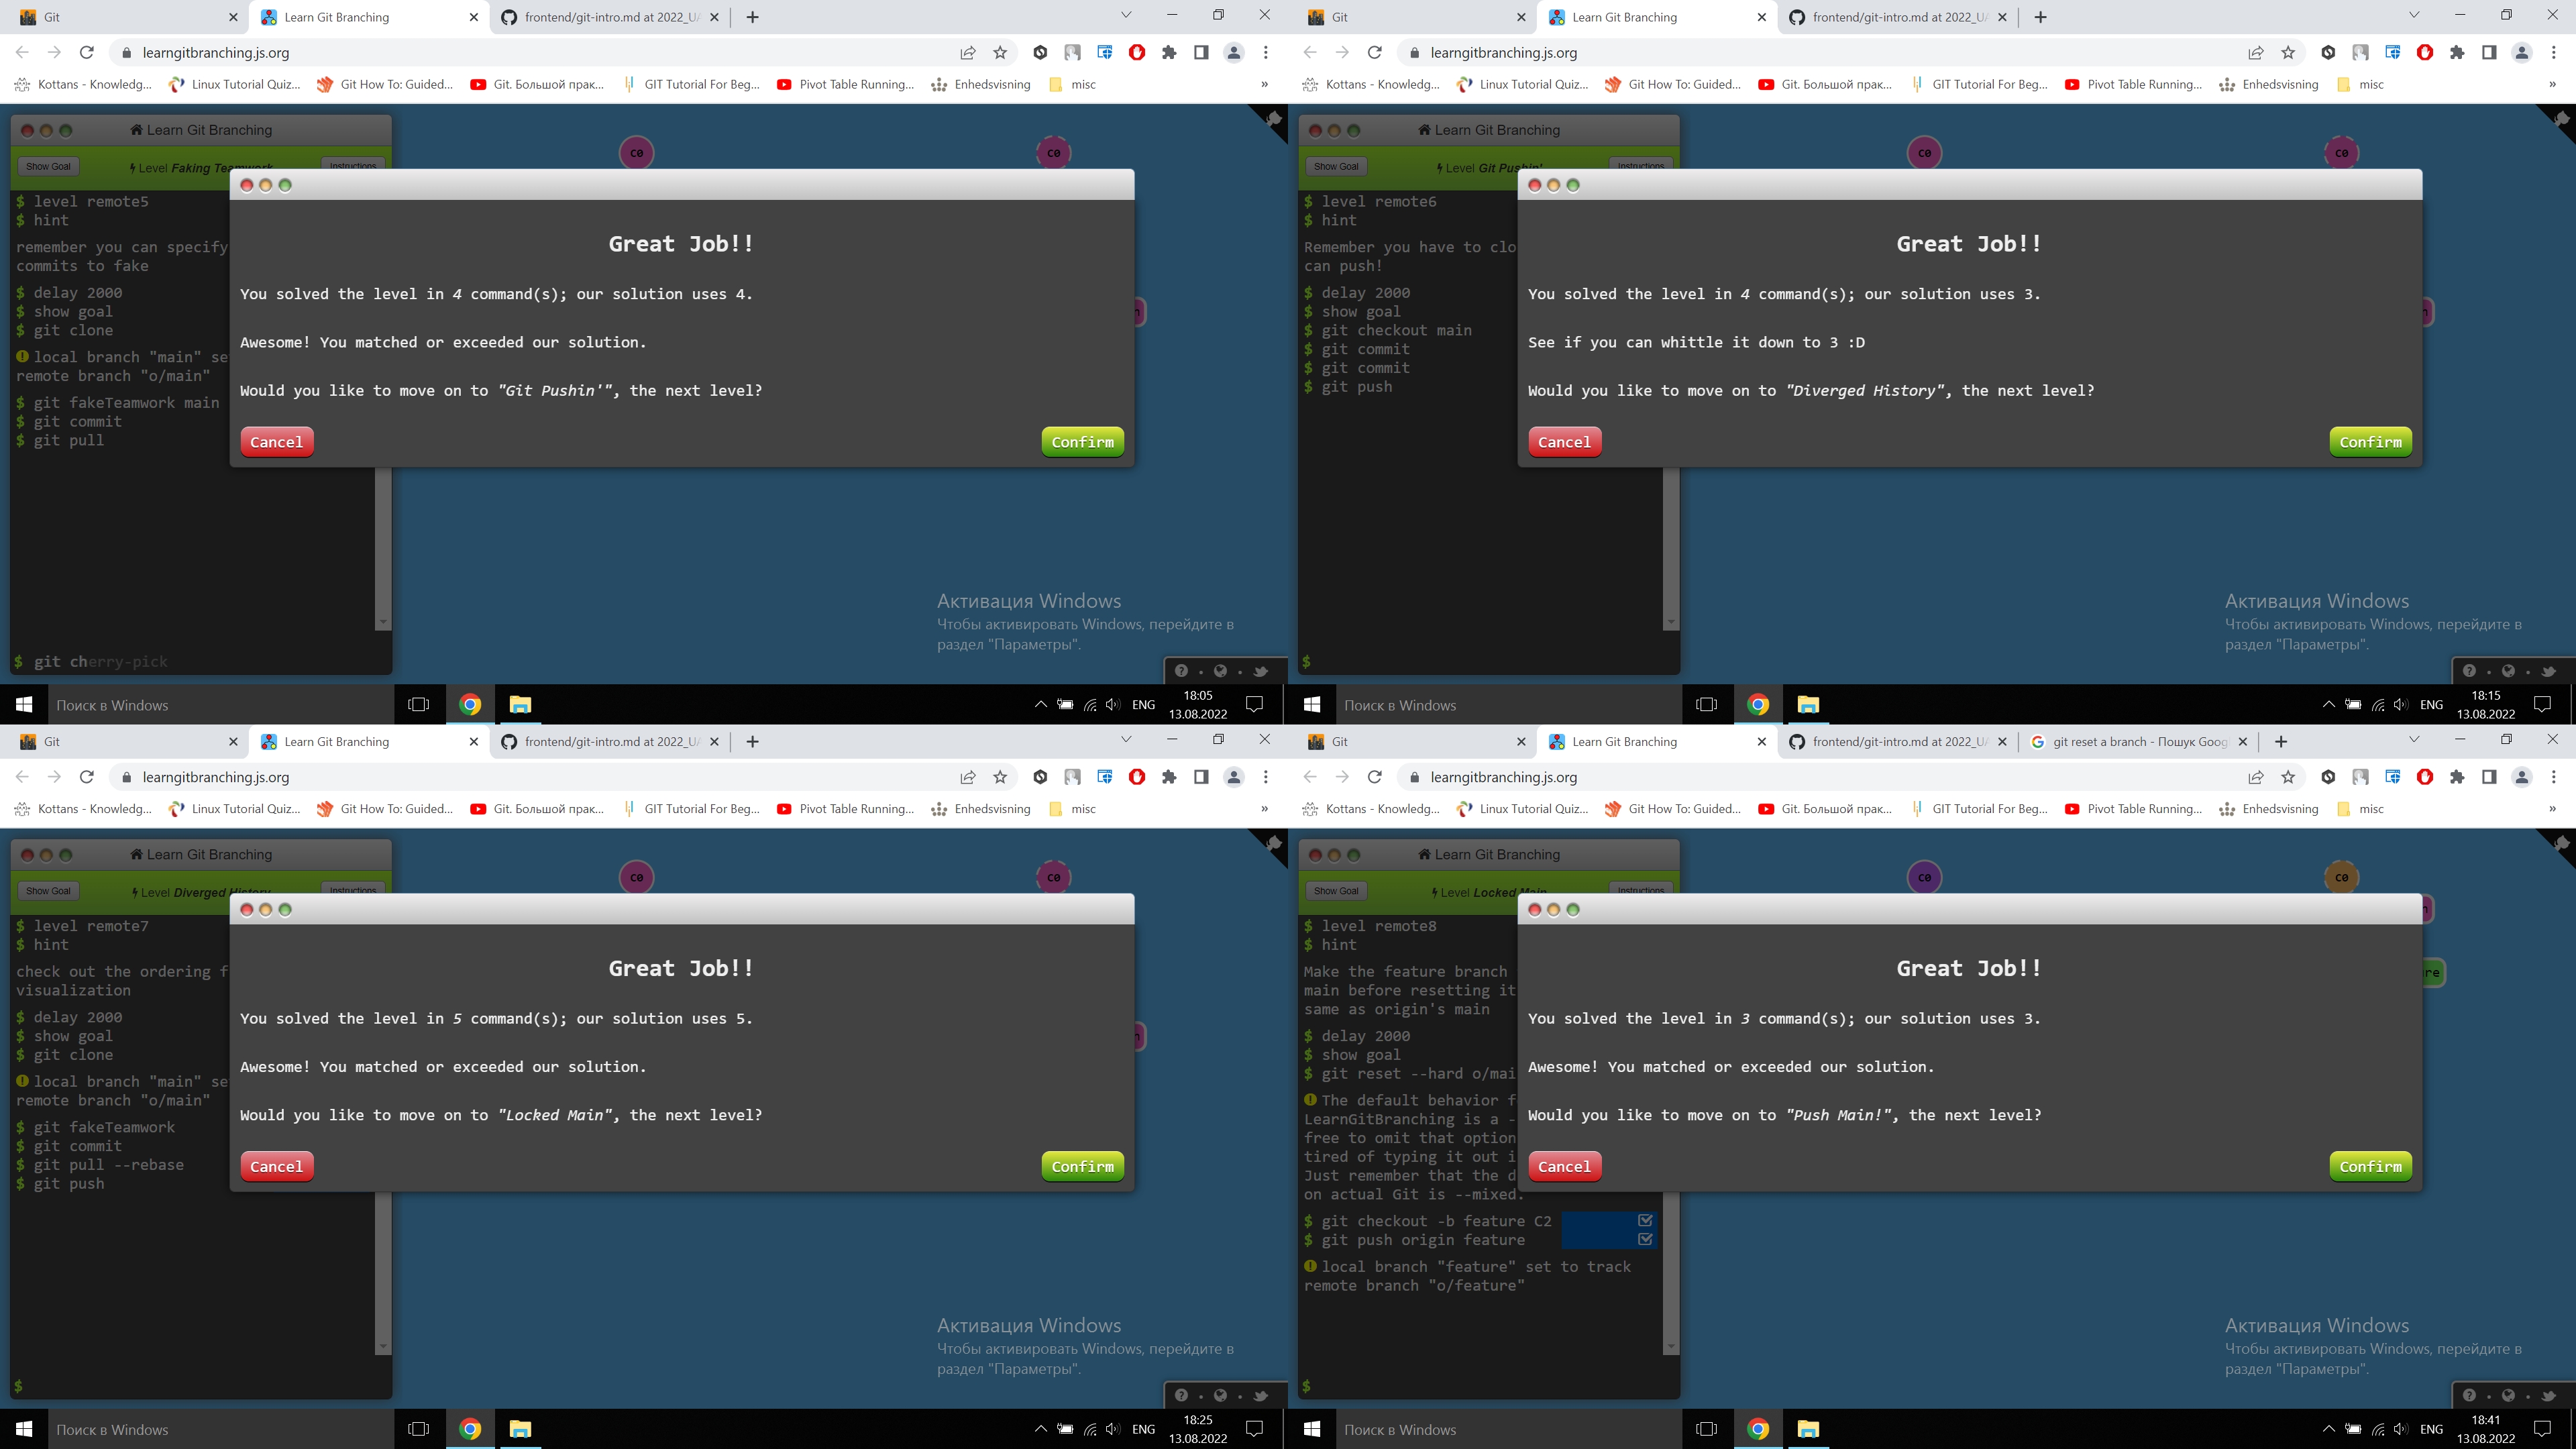 Git
Learn Git Branching
frontend/git-intro.md at 2022_UA
learngitbranching.js.org
Kottans - Knowledg...
Linux Tutorial Quiz...
Git How To: Guided...
Git. Большой прак...
GIT Tutorial For Beg...
Pivot Table Running...
Enhedsvisning
misc
»
Learn Git Branching
Show Goal
Level Faking Tea
Instructions
C0
C0
$ level remote5
$ hint
remember you can specify
commits to fake
$ delay 2000
$ show goal
$ git clone
local branch "main" se
remote branch "o/main"
$ git fakeTeamwork main
$ git commit
$ git pull
$ git cherry-pick
Great Job!!
You solved the level in 4 command(s); our solution uses 4.
Awesome! You matched or exceeded our solution.
Would you like to move on to "Git Pushin'", the next level?
Cancel
Confirm
Активация Windows
Чтобы активировать Windows, перейдите в
раздел "Параметры".
Поиск в Windows
ENG
18:05
13.08.2022
Git
Learn Git Branching
frontend/git-intro.md at 2022_UA
learngitbranching.js.org
Kottans - Knowledg...
Linux Tutorial Quiz...
Git How To: Guided...
Git. Большой прак...
GIT Tutorial For Beg...
Pivot Table Running...
Enhedsvisning
misc
»
Learn Git Branching
Show Goal
Level Git Pushin'
Instructions
C0
C0
$ level remote6
$ hint
Remember you have to clo
can push!
$ delay 2000
$ show goal
$ git checkout main
$ git commit
$ git commit
$ git push
$
Great Job!!
You solved the level in 4 command(s); our solution uses 3.
See if you can whittle it down to 3 :D
Would you like to move on to "Diverged History", the next level?
Cancel
Confirm
Активация Windows
Чтобы активировать Windows, перейдите в
раздел "Параметры".
Поиск в Windows
ENG
18:15
13.08.2022
Git
Learn Git Branching
frontend/git-intro.md at 2022_UA
learngitbranching.js.org
Kottans - Knowledg...
Linux Tutorial Quiz...
Git How To: Guided...
Git. Большой прак...
GIT Tutorial For Beg...
Pivot Table Running...
Enhedsvisning
misc
»
Learn Git Branching
Show Goal
Level Diverged History
Instructions
C0
C0
$ level remote7
$ hint
check out the ordering f
visualization
$ delay 2000
$ show goal
$ git clone
local branch "main" se
remote branch "o/main"
$ git fakeTeamwork
$ git commit
$ git pull --rebase
$ git push
$
Great Job!!
You solved the level in 5 command(s); our solution uses 5.
Awesome! You matched or exceeded our solution.
Would you like to move on to "Locked Main", the next level?
Cancel
Confirm
Активация Windows
Чтобы активировать Windows, перейдите в
раздел "Параметры".
Поиск в Windows
ENG
18:25
13.08.2022
Git
Learn Git Branching
frontend/git-intro.md at 2022_UA
git reset a branch - Пошук Goog
learngitbranching.js.org
Kottans - Knowledg...
Linux Tutorial Quiz...
Git How To: Guided...
Git. Большой прак...
GIT Tutorial For Beg...
Pivot Table Running...
Enhedsvisning
misc
»
Learn Git Branching
Show Goal
Level Locked Main
Instructions
C0
C0
re
$ level remote8
$ hint
Make the feature branch
main before resetting it
same as origin's main
$ delay 2000
$ show goal
$ git reset --hard o/mai
The default behavior f
LearnGitBranching is a -
free to omit that option
tired of typing it out i
Just remember that the d
on actual Git is --mixed.
$ git checkout -b feature C2
$ git push origin feature
local branch "feature" set to track
remote branch "o/feature"
$
Great Job!!
You solved the level in 3 command(s); our solution uses 3.
Awesome! You matched or exceeded our solution.
Would you like to move on to "Push Main!", the next level?
Cancel
Confirm
Активация Windows
Чтобы активировать Windows, перейдите в
раздел "Параметры".
Поиск в Windows
ENG
18:41
13.08.2022